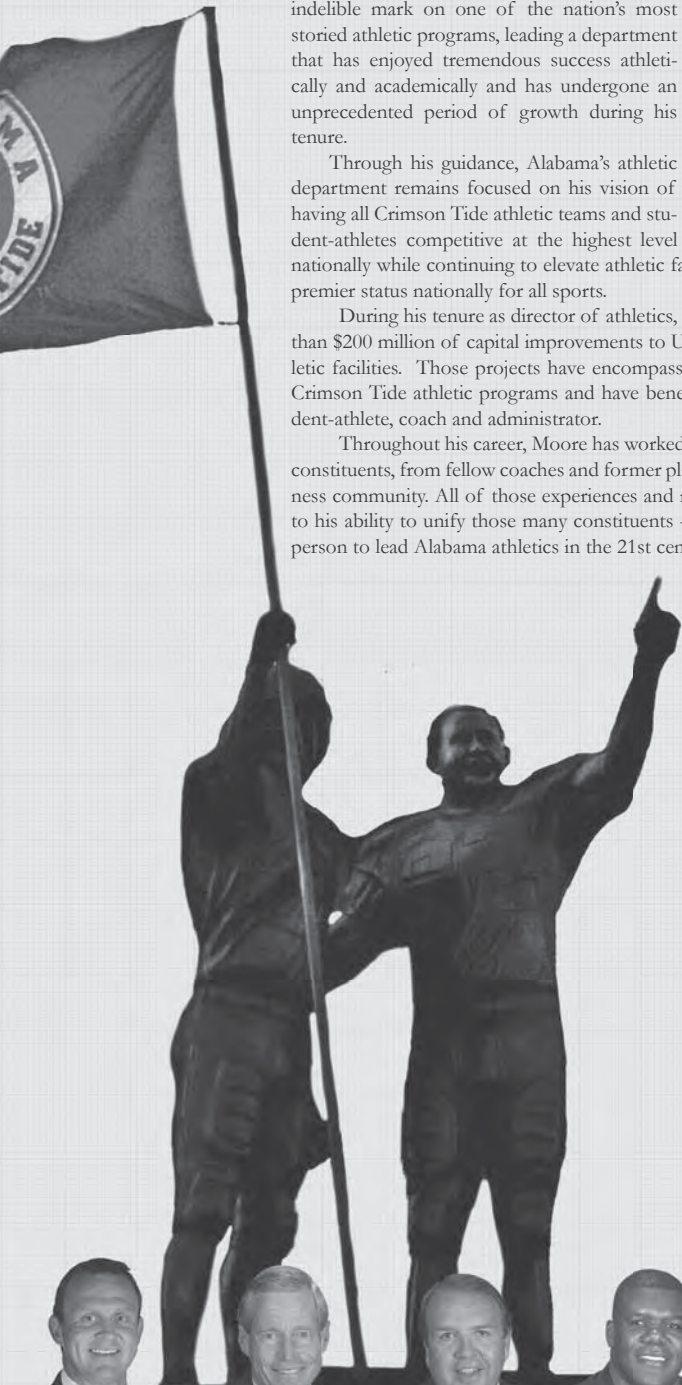 indelible mark on one of the nation's most
storied athletic programs, leading a department
that has enjoyed tremendous success athleti-
cally and academically and has undergone an
unprecedented period of growth during his
tenure.
Through his guidance, Alabama's athletic
department remains focused on his vision of
having all Crimson Tide athletic teams and stu-
dent-athletes competitive at the highest level
nationally while continuing to elevate athletic
premier status nationally for all sports.
During his tenure as director of athletics,
than $200 million of capital improvements to
letic facilities. Those projects have encompass
Crimson Tide athletic programs and have
dent-athlete, coach and administrator.
Throughout his career, Moore has worked
constituents, from fellow coaches and former
ness community. All of those experiences and
to his ability to unify those many constituents
person to lead Alabama athletics in the 21st
MA
TIDE